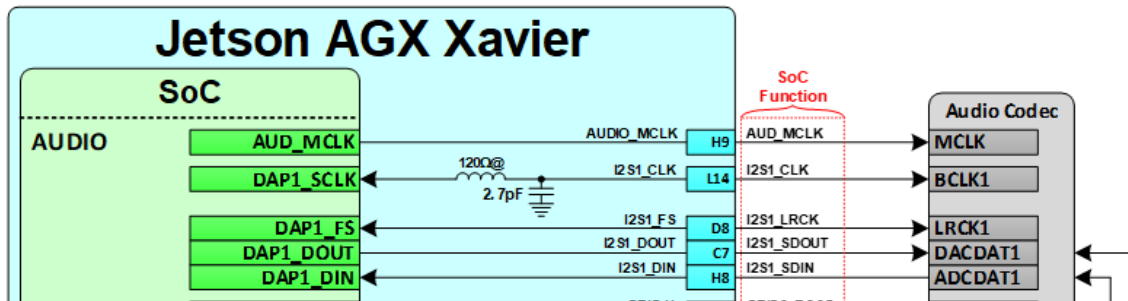 Jetson AGX Xavier
SoC
SoC
Function
Audio Codec
AUDIO
AUD_MCLK AUDIO_MCLK H9 AUD_MCLK MCLK
DAP1_SCLK 120Ω@ 2.7pF I2S1_CLK L14 I2S1_CLK BCLK1
DAP1_FS I2S1_FS D8 I2S1_LRCK LRCK1
DAP1_DOUT I2S1_DOUT C7 I2S1_SDOUT DACDAT1
DAP1_DIN I2S1_DIN H8 I2S1_SDIN ADCDAT1